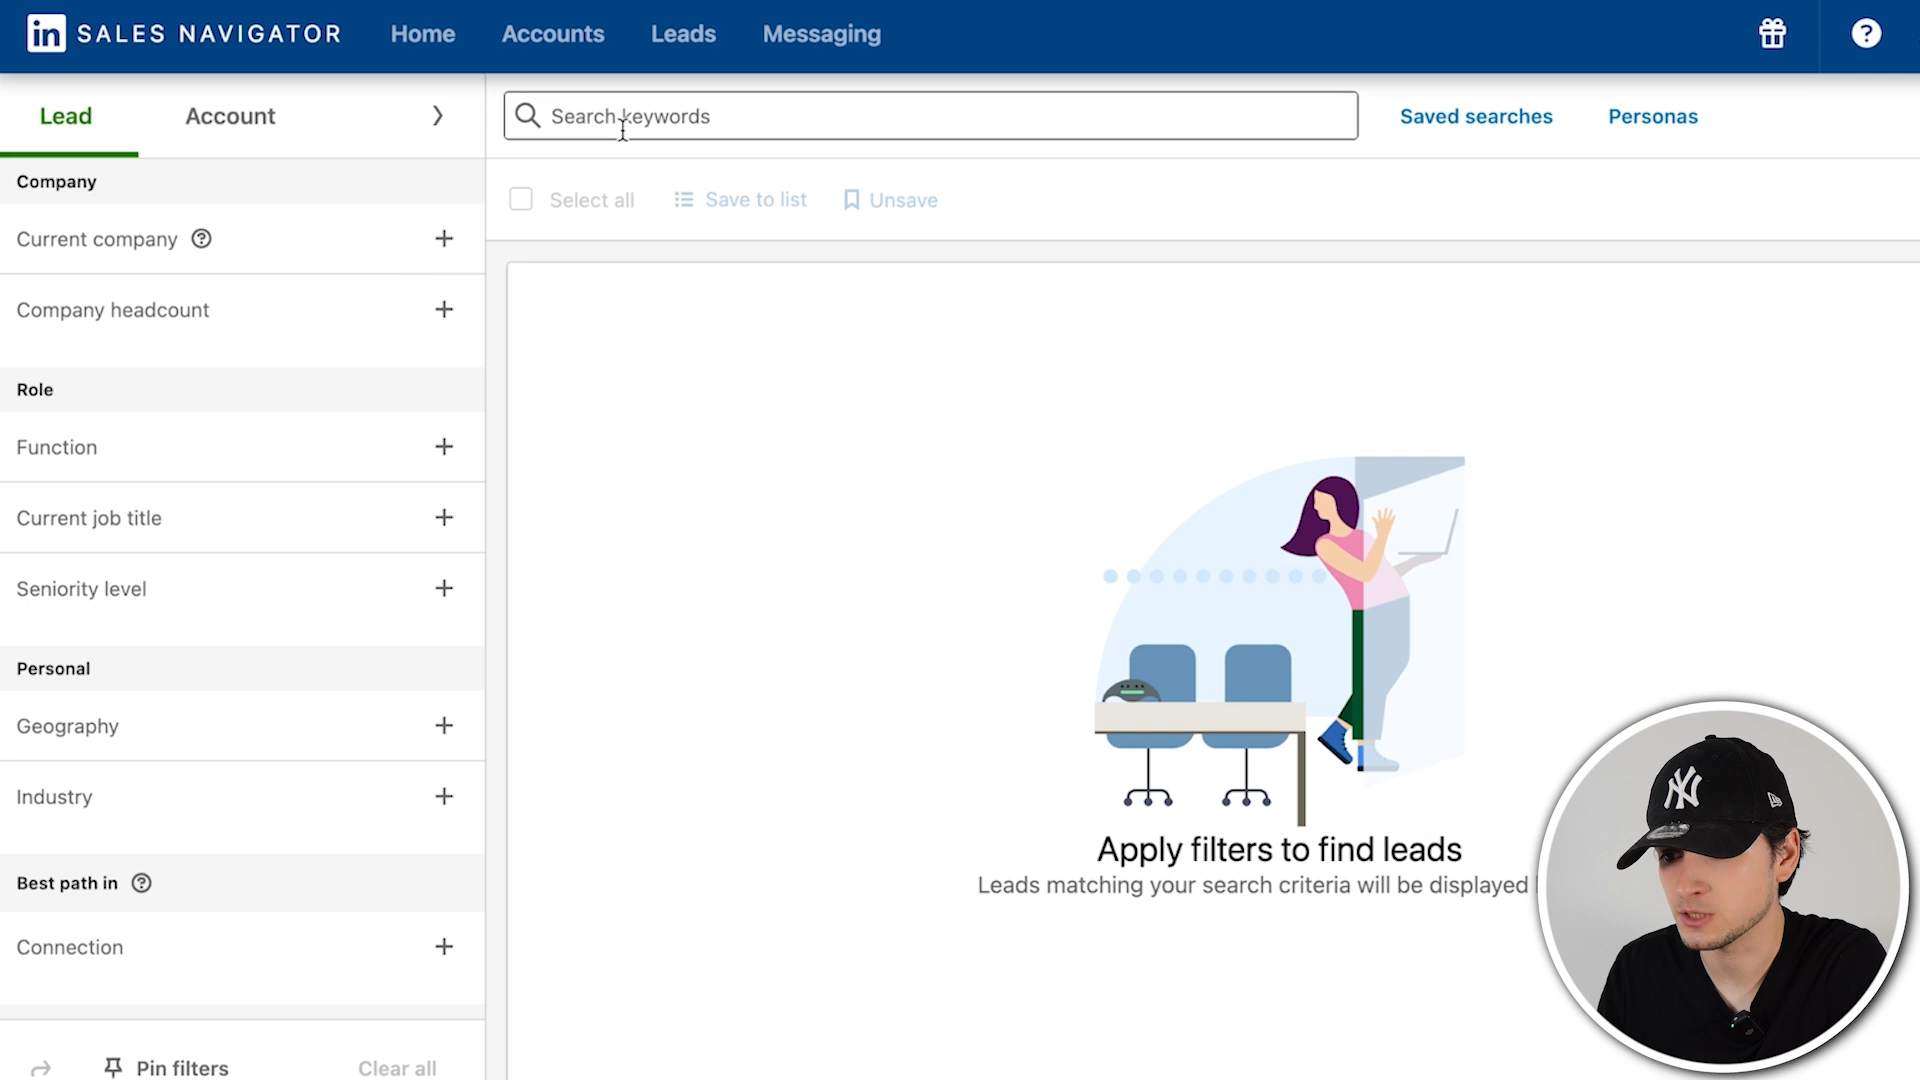 in SALES NAVIGATOR Home Accounts Leads Messaging ?
Lead Account
Search keywords Saved searches Personas
Company
Select all Save to list Unsave
Current company ?
Company headcount
Role
Function
Current job title
Seniority level
Personal
Geography
Industry
Apply filters to find leads
Leads matching your search criteria will be displayed
Best path in ?
Connection
Pin filters Clear all
NY